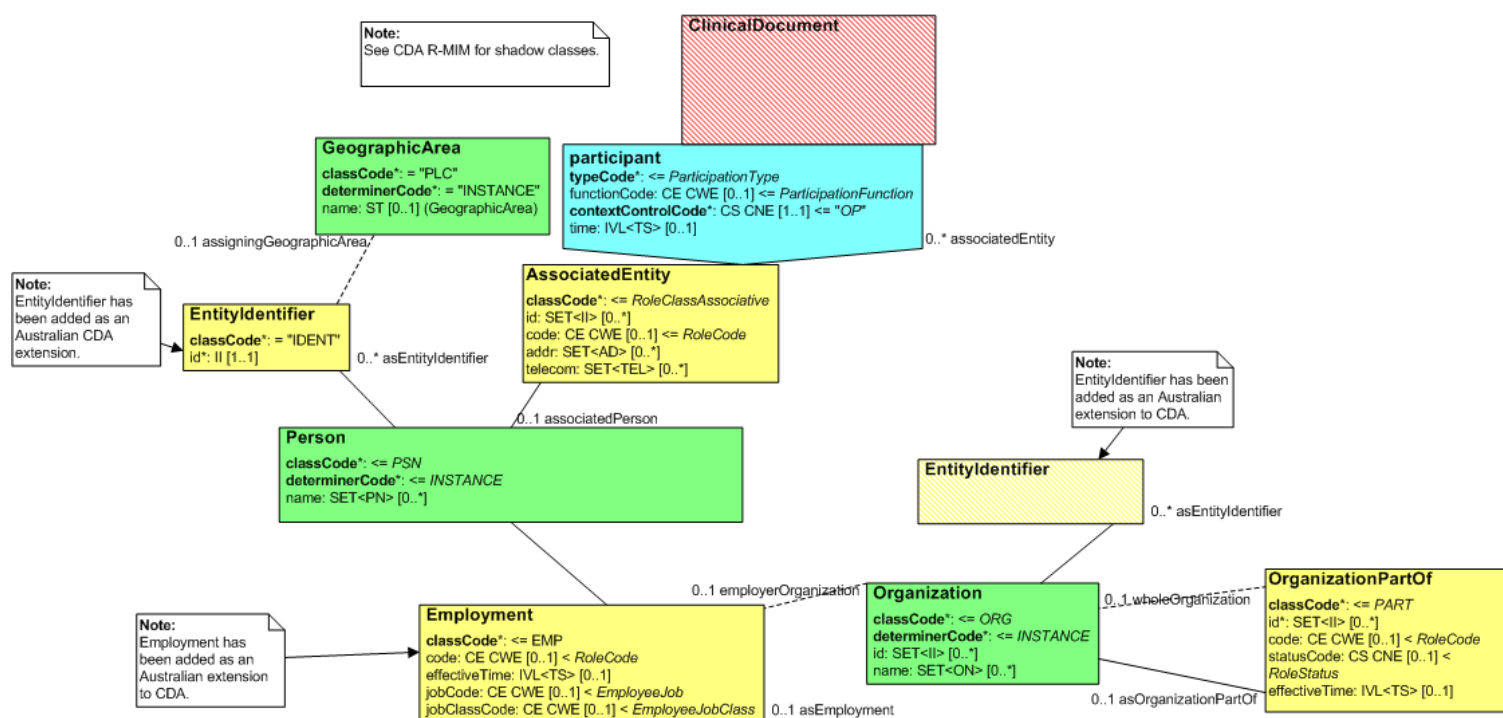 Note:
See CDA R-MIM for shadow classes.
ClinicalDocument
GeographicArea
classCode*: = "PLC"
determinerCode*: = "INSTANCE"
name: ST [0..1] (GeographicArea)
participant
typeCode*: <= ParticipationType
functionCode: CE CWE [0..1] <= ParticipationFunction
contextControlCode*: CS CNE [1..1] <= "OP"
time: IVL<TS> [0..1]
0..1 assigningGeographicArea
0..* associatedEntity
Note:
EntityIdentifier has
been added as an
Australian CDA
extension.
EntityIdentifier
classCode*: = "IDENT"
id*: II [1..1]
0..* asEntityIdentifier
AssociatedEntity
classCode*: <= RoleClassAssociative
id: SET<II> [0..*]
code: CE CWE [0..1] <= RoleCode
addr: SET<AD> [0..*]
telecom: SET<TEL> [0..*]
0..1 associatedPerson
Note:
EntityIdentifier has been
added as an Australian
extension to CDA.
Person
classCode*: <= PSN
determinerCode*: <= INSTANCE
name: SET<PN> [0..*]
EntityIdentifier
0..* asEntityIdentifier
Note:
Employment has
been added as an
Australian extension
to CDA.
Employment
classCode*: <= EMP
code: CE CWE [0..1] < RoleCode
effectiveTime: IVL<TS> [0..1]
jobCode: CE CWE [0..1] < EmployeeJob
jobClassCode: CE CWE [0..1] < EmployeeJobClass
0..1 employerOrganization
0..1 asEmployment
Organization
classCode*: <= ORG
determinerCode*: <= INSTANCE
id: SET<II> [0..*]
name: SET<ON> [0..*]
0..1 wholeOrganization
0..1 asOrganizationPartOf
OrganizationPartOf
classCode*: <= PART
id*: SET<II> [0..*]
code: CE CWE [0..1] < RoleCode
statusCode: CS CNE [0..1] <
RoleStatus
effectiveTime: IVL<TS> [0..1]